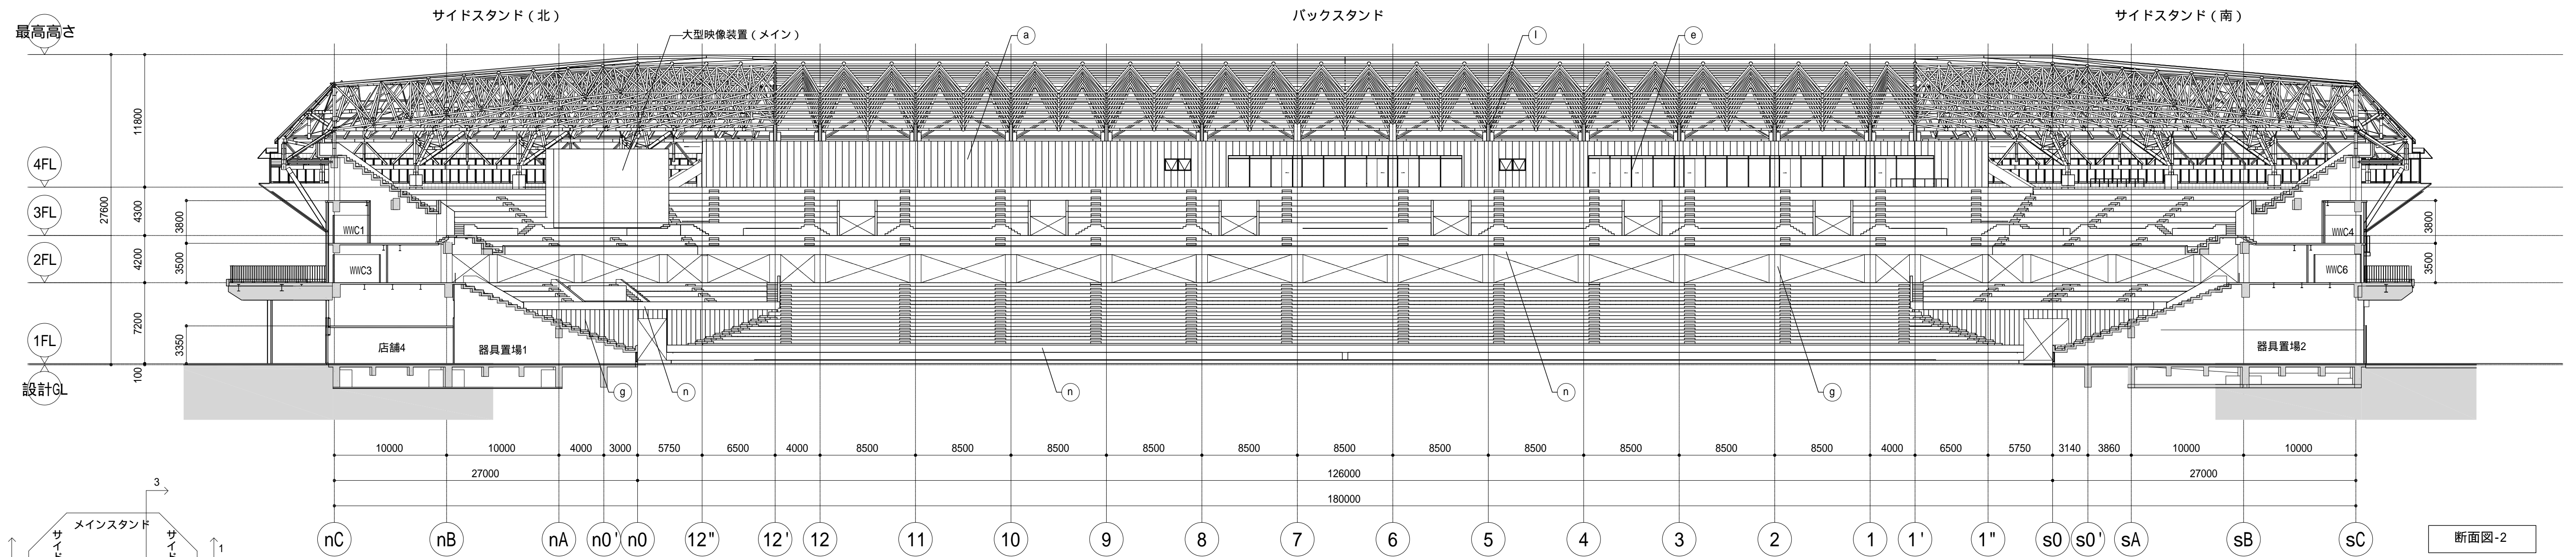 サイドスタンド（北）
バックスタンド
サイドスタンド（南）
最高高さ
大型映像装置（メイン）
a
l
e
11800
4FL
27600
4300
3FL
3800
WWC1
WWC4
3800
4200
2FL
3500
WWC3
WWC6
3500
7200
1FL
3350
店舗4
器具置場1
器具置場2
100
設計GL
g
n
n
n
g
10000 10000 4000 3000 5750 6500 4000 8500 8500 8500 8500 8500 8500 8500 8500 8500 8500 8500 4000 6500 5750 3140 3860 10000 10000
27000 126000 27000
180000
nC nB nA n0' n0 12" 12' 12 11 10 9 8 7 6 5 4 3 2 1 1' 1" s0 s0' sA sB sC
断面図-2
3
メインスタンド
サイド
サイド
1